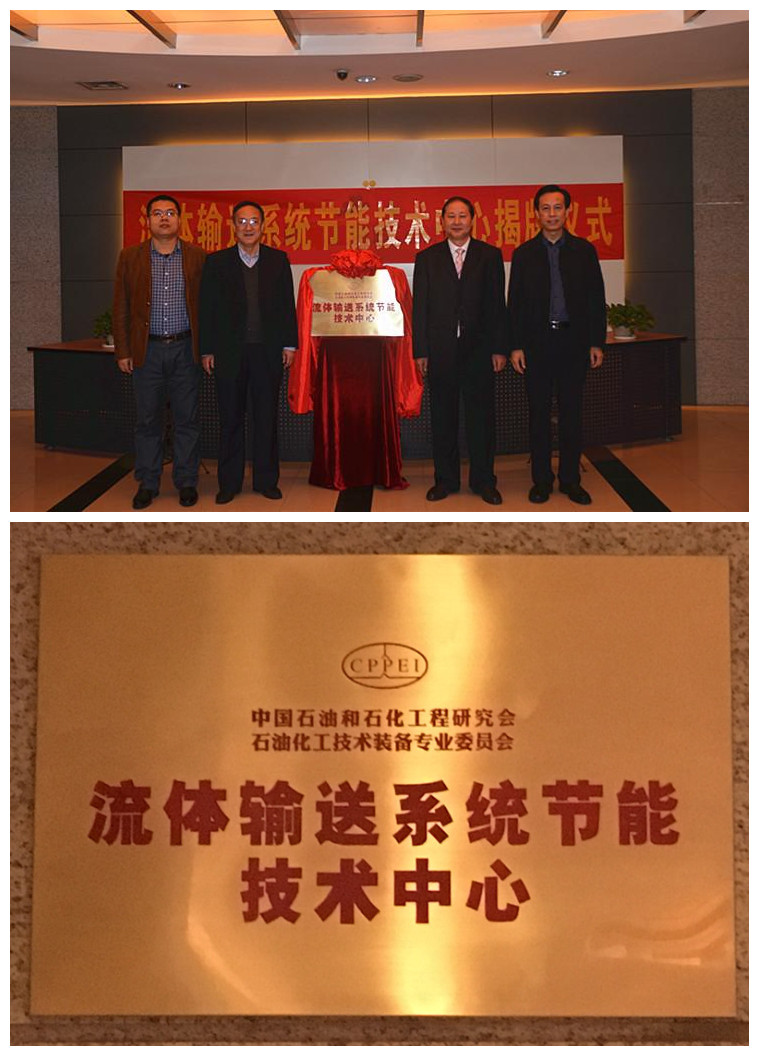 流体输送系统节能技术中心揭牌仪式
流体输送系统节能
技术中心
CPPEI
中国石油和石化工程研究会
石油化工技术装备专业委员会
流体输送系统节能
技术中心